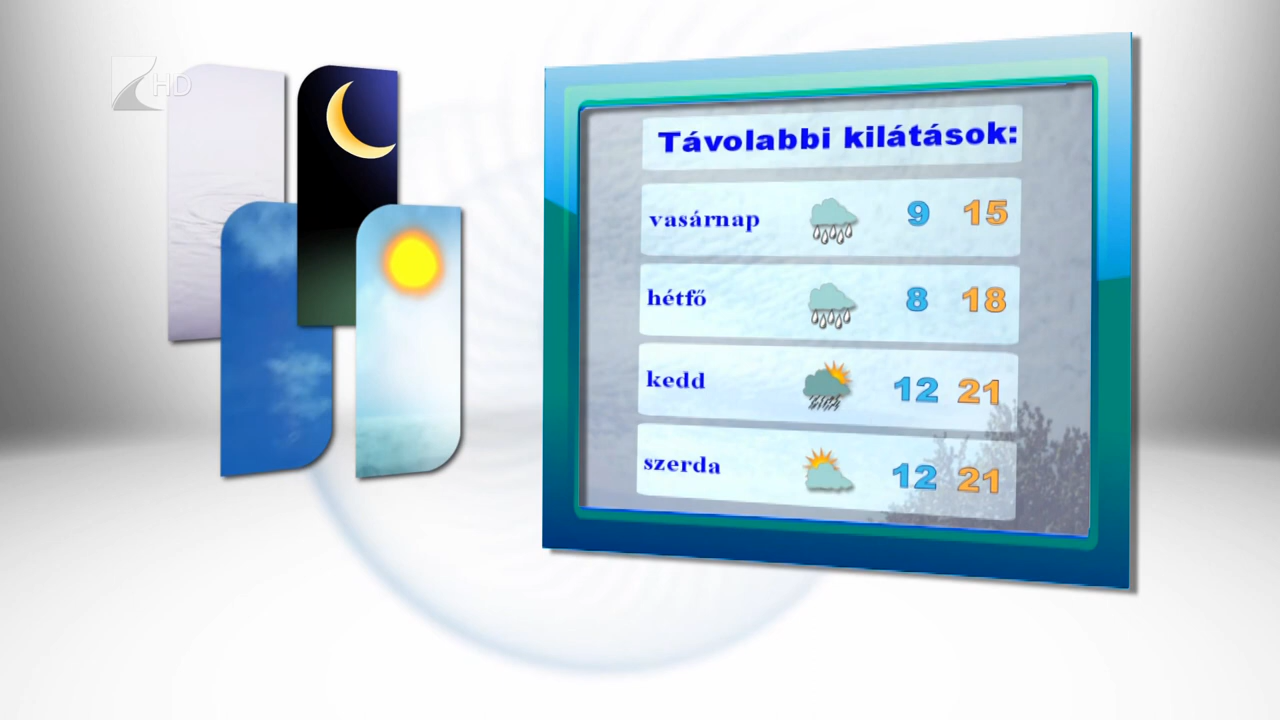 HD
Távolabbi kilátások:
vasárnap 9 15
hétfő 8 18
kedd 12 21
szerda 12 21